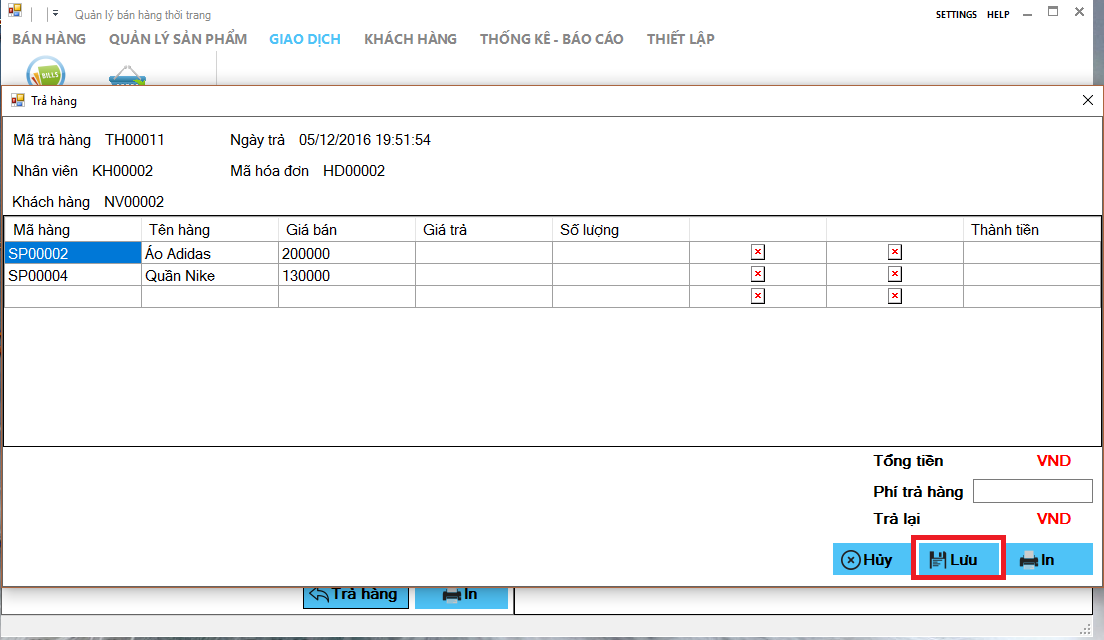 Quản lý bán hàng thời trang
SETTINGS HELP
BÁN HÀNG QUẢN LÝ SẢN PHẨM GIAO DỊCH KHÁCH HÀNG THỐNG KÊ - BÁO CÁO THIẾT LẬP
BILLS
Trả hàng
Mã trả hàng TH00011 Ngày trả 05/12/2016 19:51:54
Nhân viên KH00002 Mã hóa đơn HD00002
Khách hàng NV00002
Mã hàng Tên hàng Giá bán Giá trả Số lượng Thành tiền
SP00002 Áo Adidas 200000
SP00004 Quần Nike 130000
Tổng tiền VND
Phí trả hàng
Trả lại VND
Hủy Lưu In
Trả hàng In